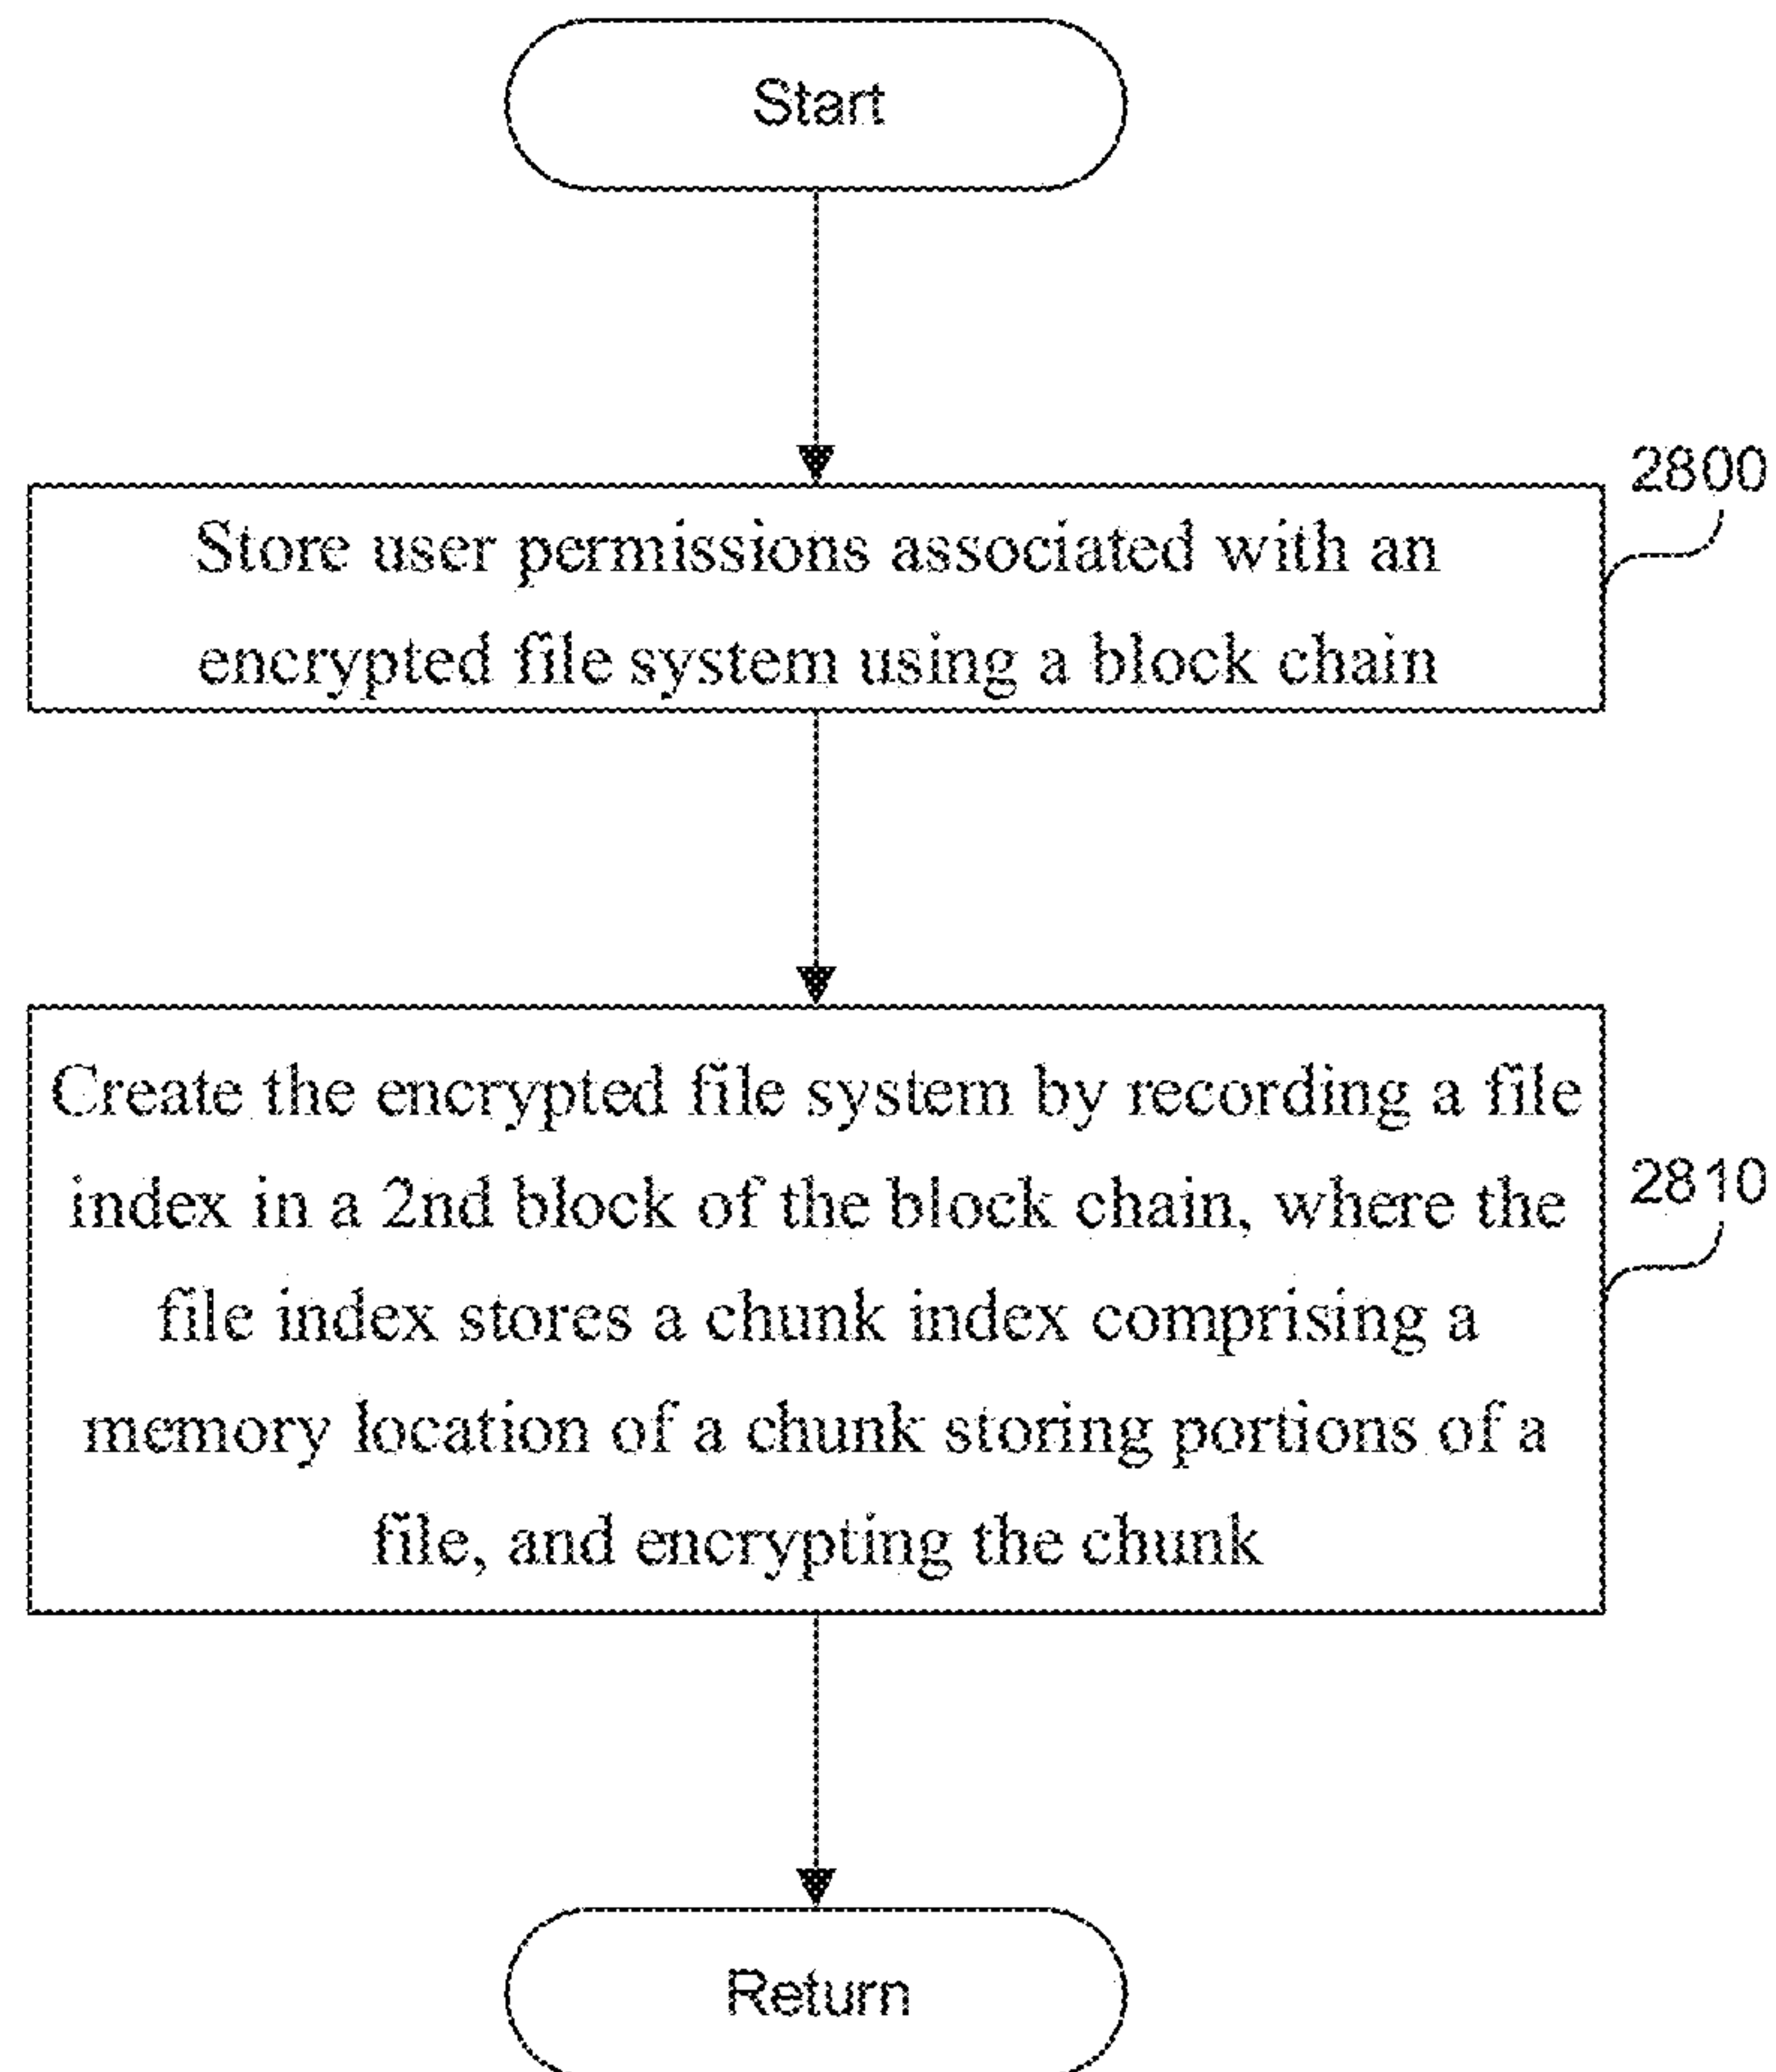 Start
2800
Store user permissions associated with an
encrypted file system using a block chain
Create the encrypted file system by recording a file
index in a 2nd block of the block chain, where the
2810
file index stores a chunk index comprising a
memory location of a chunk storing portions of a
file, and encrypting the chunk
Return